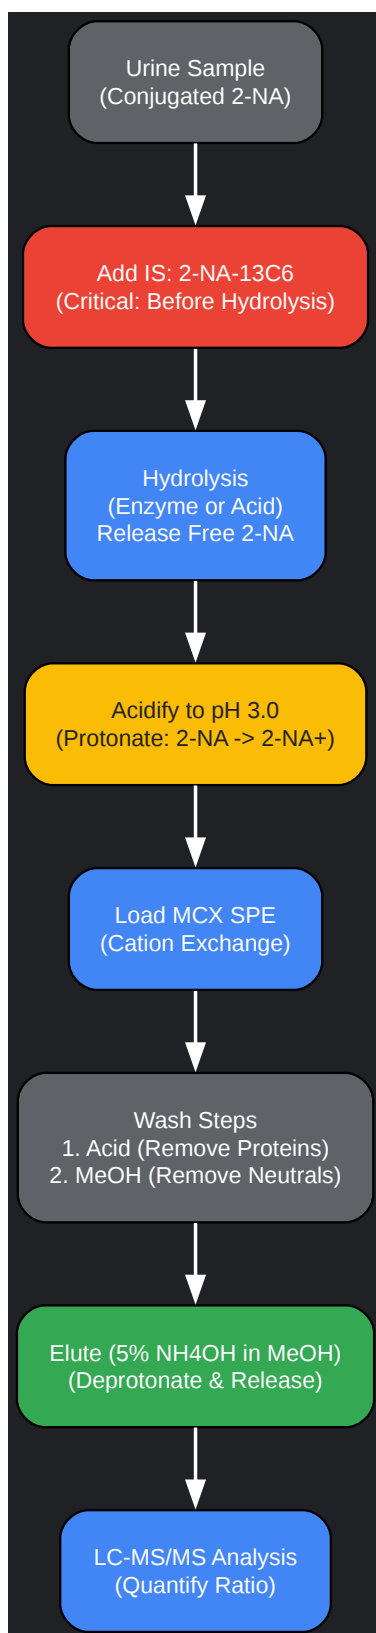 Urine Sample
(Conjugated 2-NA)
Add IS: 2-NA-13C6
(Critical: Before Hydrolysis)
Hydrolysis
(Enzyme or Acid)
Release Free 2-NA
Acidify to pH 3.0
(Protonate: 2-NA -> 2-NA+)
Load MCX SPE
(Cation Exchange)
Wash Steps
1. Acid (Remove Proteins)
2. MeOH (Remove Neutrals)
Elute (5% NH4OH in MeOH)
(Deprotonate & Release)
LC-MS/MS Analysis
(Quantify Ratio)